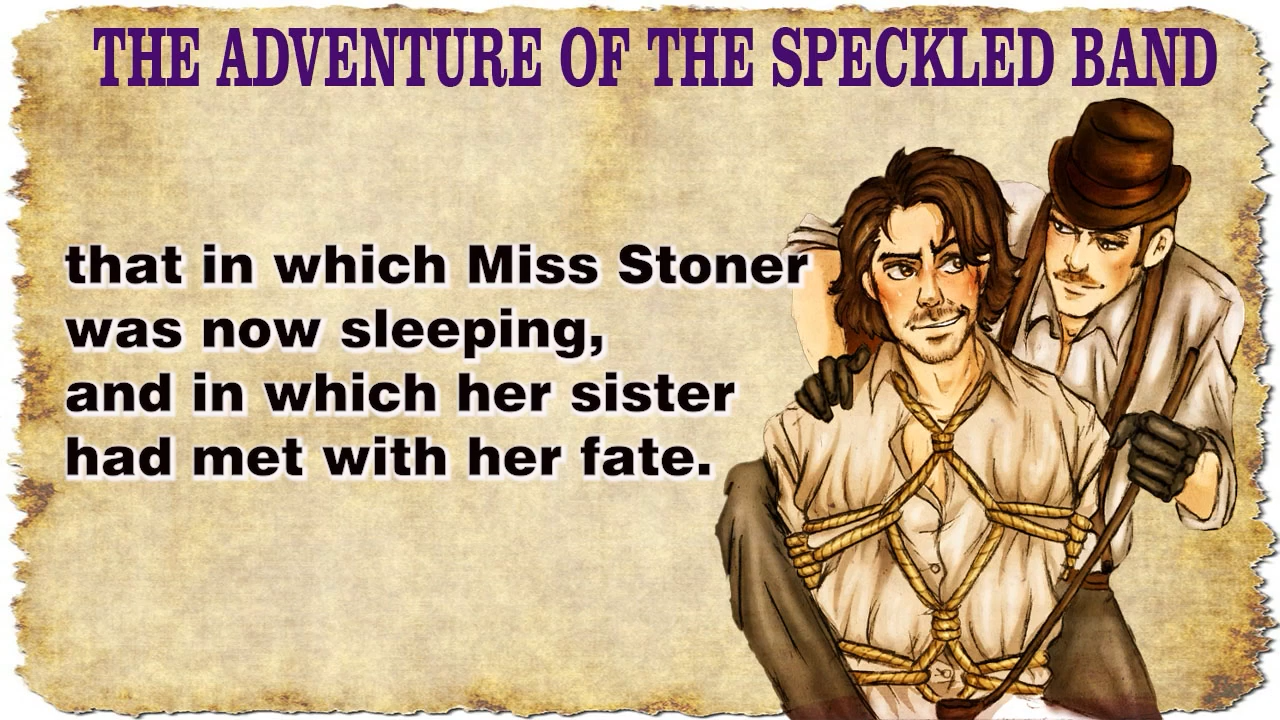 THE ADVENTURE OF THE SPECKLED BAND
that in which Miss Stoner
was now sleeping,
and in which her sister
had met with her fate.